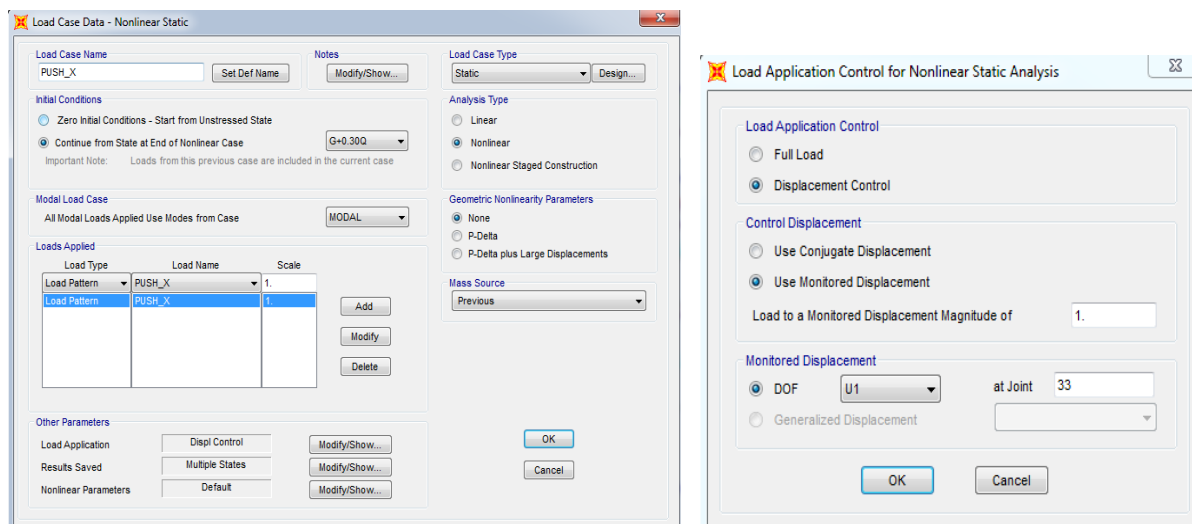 Load Case Data - Nonlinear Static
x
Load Case Name
PUSH_X
Set Def Name
Notes
Modify/Show...
Load Case Type
Static
Design...
Initial Conditions
Zero Initial Conditions - Start from Unstressed State
Continue from State at End of Nonlinear Case
G+0.30Q
Important Note: Loads from this previous case are included in the current case
Analysis Type
Linear
Nonlinear
Nonlinear Staged Construction
Modal Load Case
All Modal Loads Applied Use Modes from Case
MODAL
Geometric Nonlinearity Parameters
None
P-Delta
P-Delta plus Large Displacements
Loads Applied
Load Type Load Name Scale
Load Pattern PUSH_X 1.
Load Pattern PUSH_X 1.
Add
Modify
Delete
Mass Source
Previous
Other Parameters
Load Application Displ Control Modify/Show...
Results Saved Multiple States Modify/Show...
Nonlinear Parameters Default Modify/Show...
OK
Cancel
Load Application Control for Nonlinear Static Analysis
Load Application Control
Full Load
Displacement Control
Control Displacement
Use Conjugate Displacement
Use Monitored Displacement
Load to a Monitored Displacement Magnitude of 1.
Monitored Displacement
DOF U1 at Joint 33
Generalized Displacement
OK Cancel